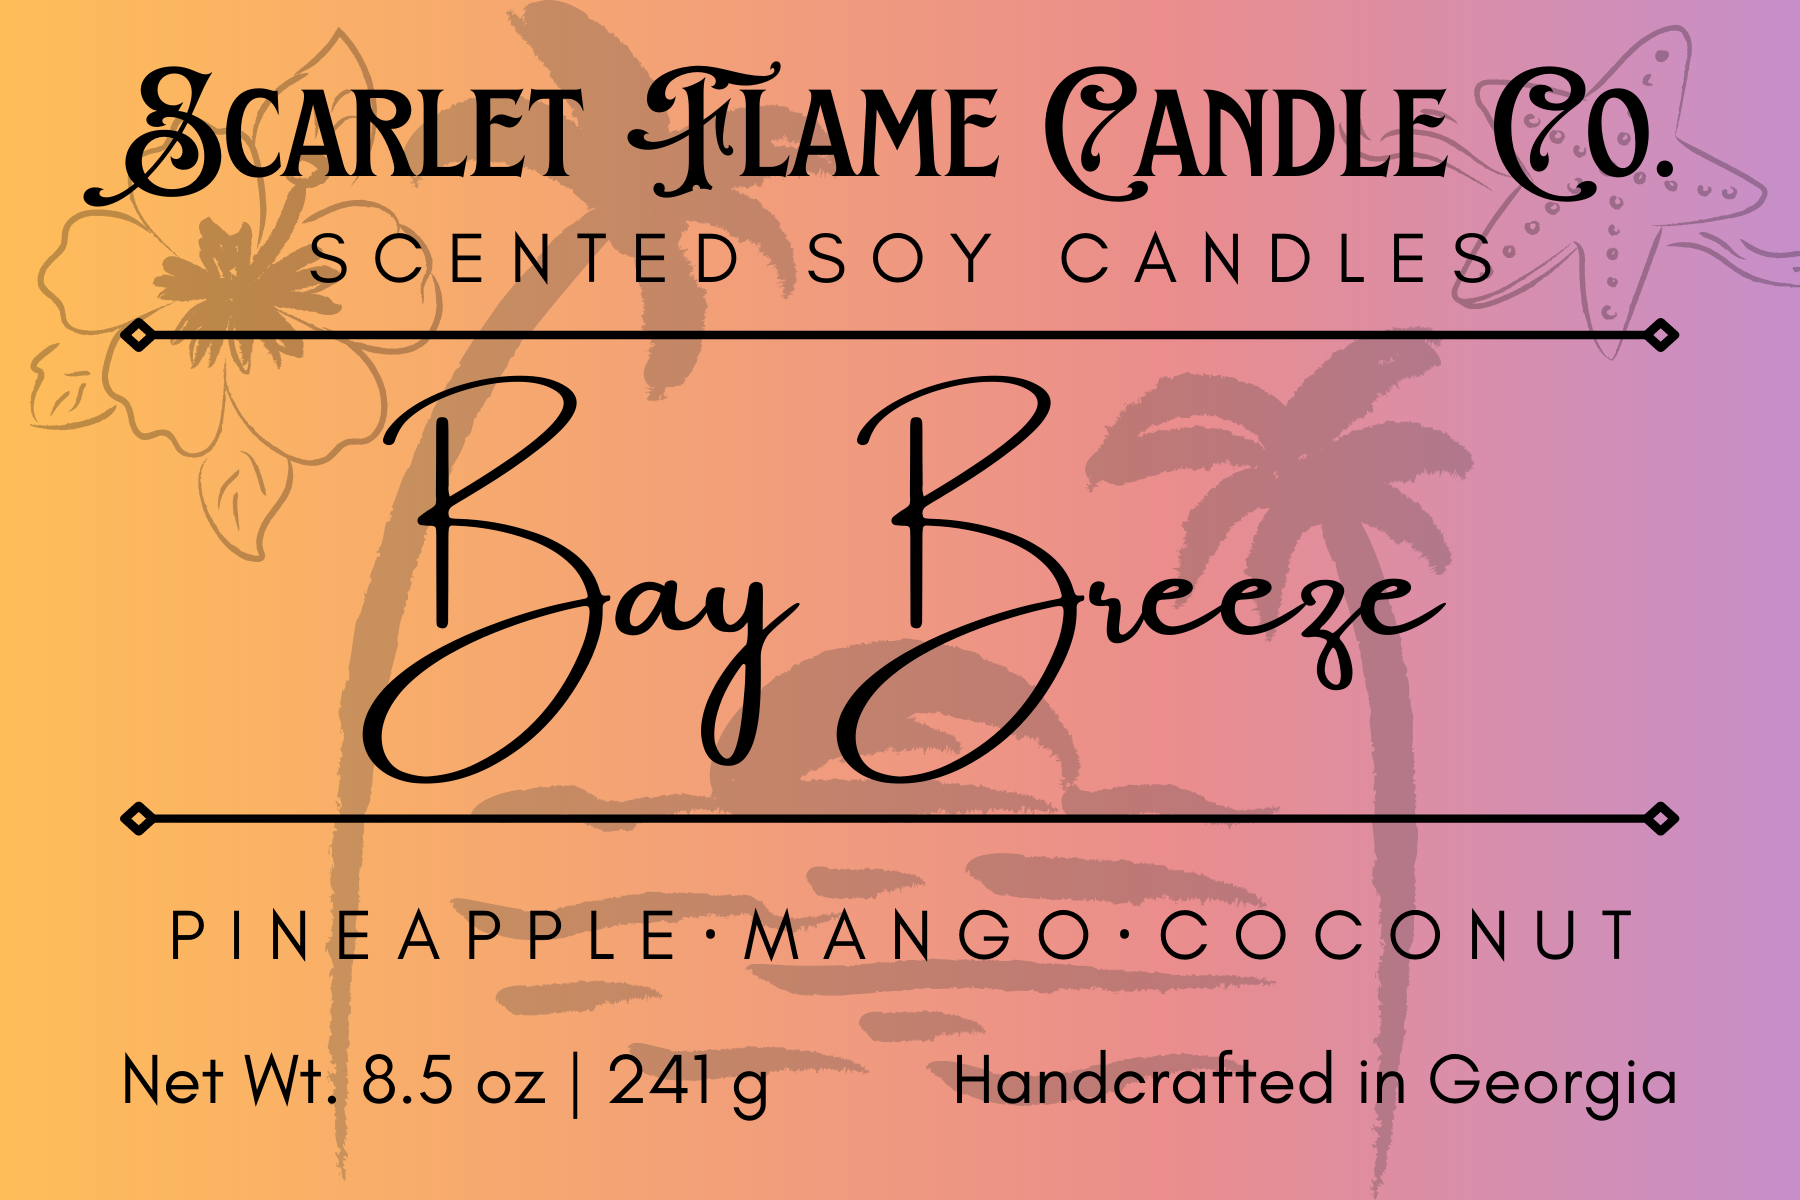 Scarlet Flame Candle Co.
SCENTED SOY CANDLES
Bay Breeze
PINEAPPLE·MANGO·COCONUT
Net Wt. 8.5 oz | 241 g
Handcrafted in Georgia